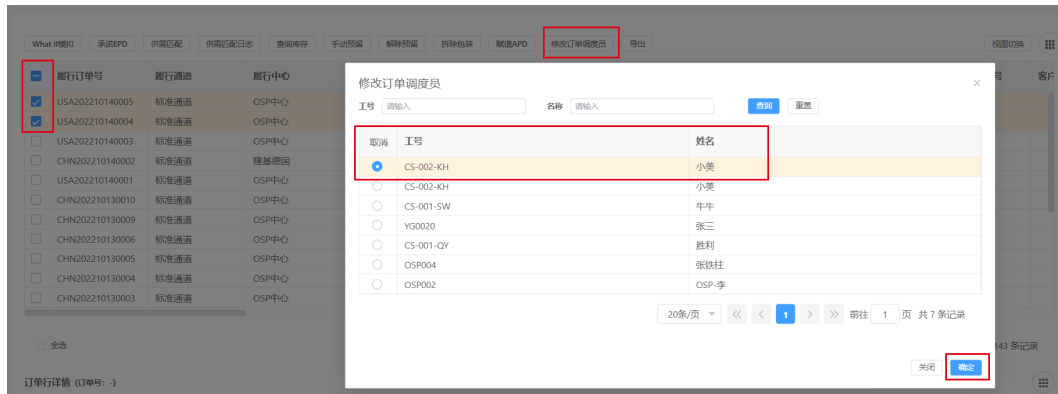 What if模拟 承诺EPD 供需匹配 供需匹配日志 查询库存 手动预留 解除预留 拆除包装 赋值APD 修改订单调度员 导出 视图切换
履行订单号 履行通道 履行中心 号 客户
USA202210140005 标准通道 OSP中心
USA202210140004 标准通道 OSP中心
USA202210140003 标准通道 OSP中心
CHN202210140002 标准通道 隆基德国
USA202210140001 标准通道 OSP中心
CHN202210130010 标准通道 OSP中心
CHN202210130009 标准通道 OSP中心
CHN202210130006 标准通道 OSP中心
CHN202210130005 标准通道 OSP中心
CHN202210130004 标准通道 OSP中心
CHN202210130003 标准通道 OSP中心
全选 143 条记录
订单行详情 (订单号: -)
修改订单调度员
工号 请输入 名称 请输入 查询 重置
取消 工号 姓名
CS-002-KH 小美
CS-002-KH 小美
CS-001-SW 牛牛
YG0020 张三
CS-001-QY 胜利
OSP004 张铁柱
OSP002 OSP-李
20条/页 1 前往 1 页 共 7 条记录
关闭 确定